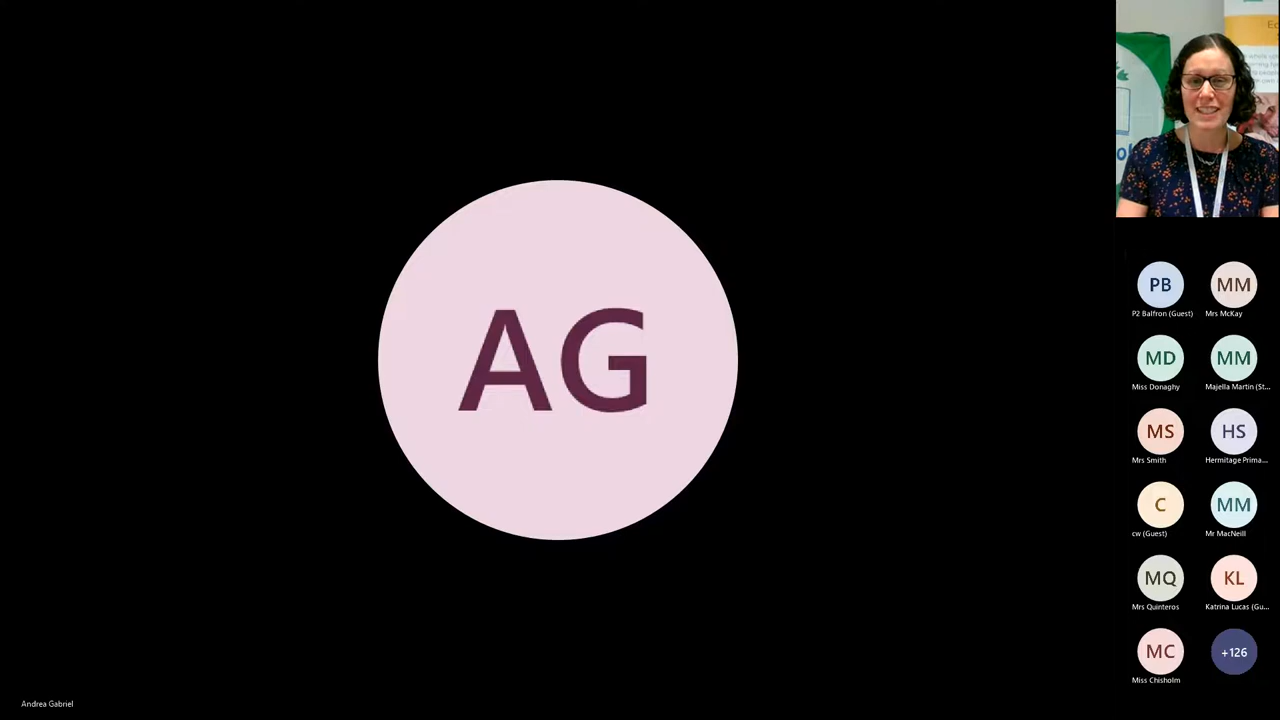 AG
Andrea Gabriel
PB
MM
P2 Balfron (Guest)
Mrs McKay
MD
MM
Miss Donaghy
Majella Martin (St...
MS
HS
Mrs Smith
Hermitage Prima...
C
MM
cw (Guest)
Mr MacNeill
MQ
KL
Mrs Quinteros
Katrina Lucas (Gu...
MC
+126
Miss Chisholm